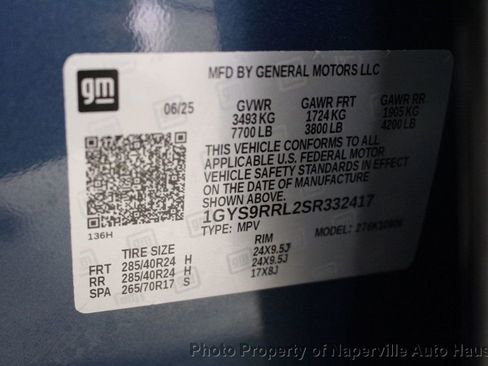 gm
MFD BY GENERAL MOTORS LLC
06/25 GVWR GAWR FRT GAWR RR
3493 KG 1724 KG 1905 KG
7700 LB 3800 LB 4200 LB
THIS VEHICLE CONFORMS TO ALL
APPLICABLE U.S. FEDERAL MOTOR
VEHICLE SAFETY STANDARDS IN EFFECT
ON THE DATE OF MANUFACTURE
SHOWN ABOVE.
1GYS9RRL2SR332417
136H
TYPE: MPV MODEL:
TIRE SIZE RIM
FRT 285/40R24 H 24X9.5J
RR 285/40R24 H 24X9.5J
SPA 265/70R17 S 17X8J
Photo Property of Naperville Auto Haus